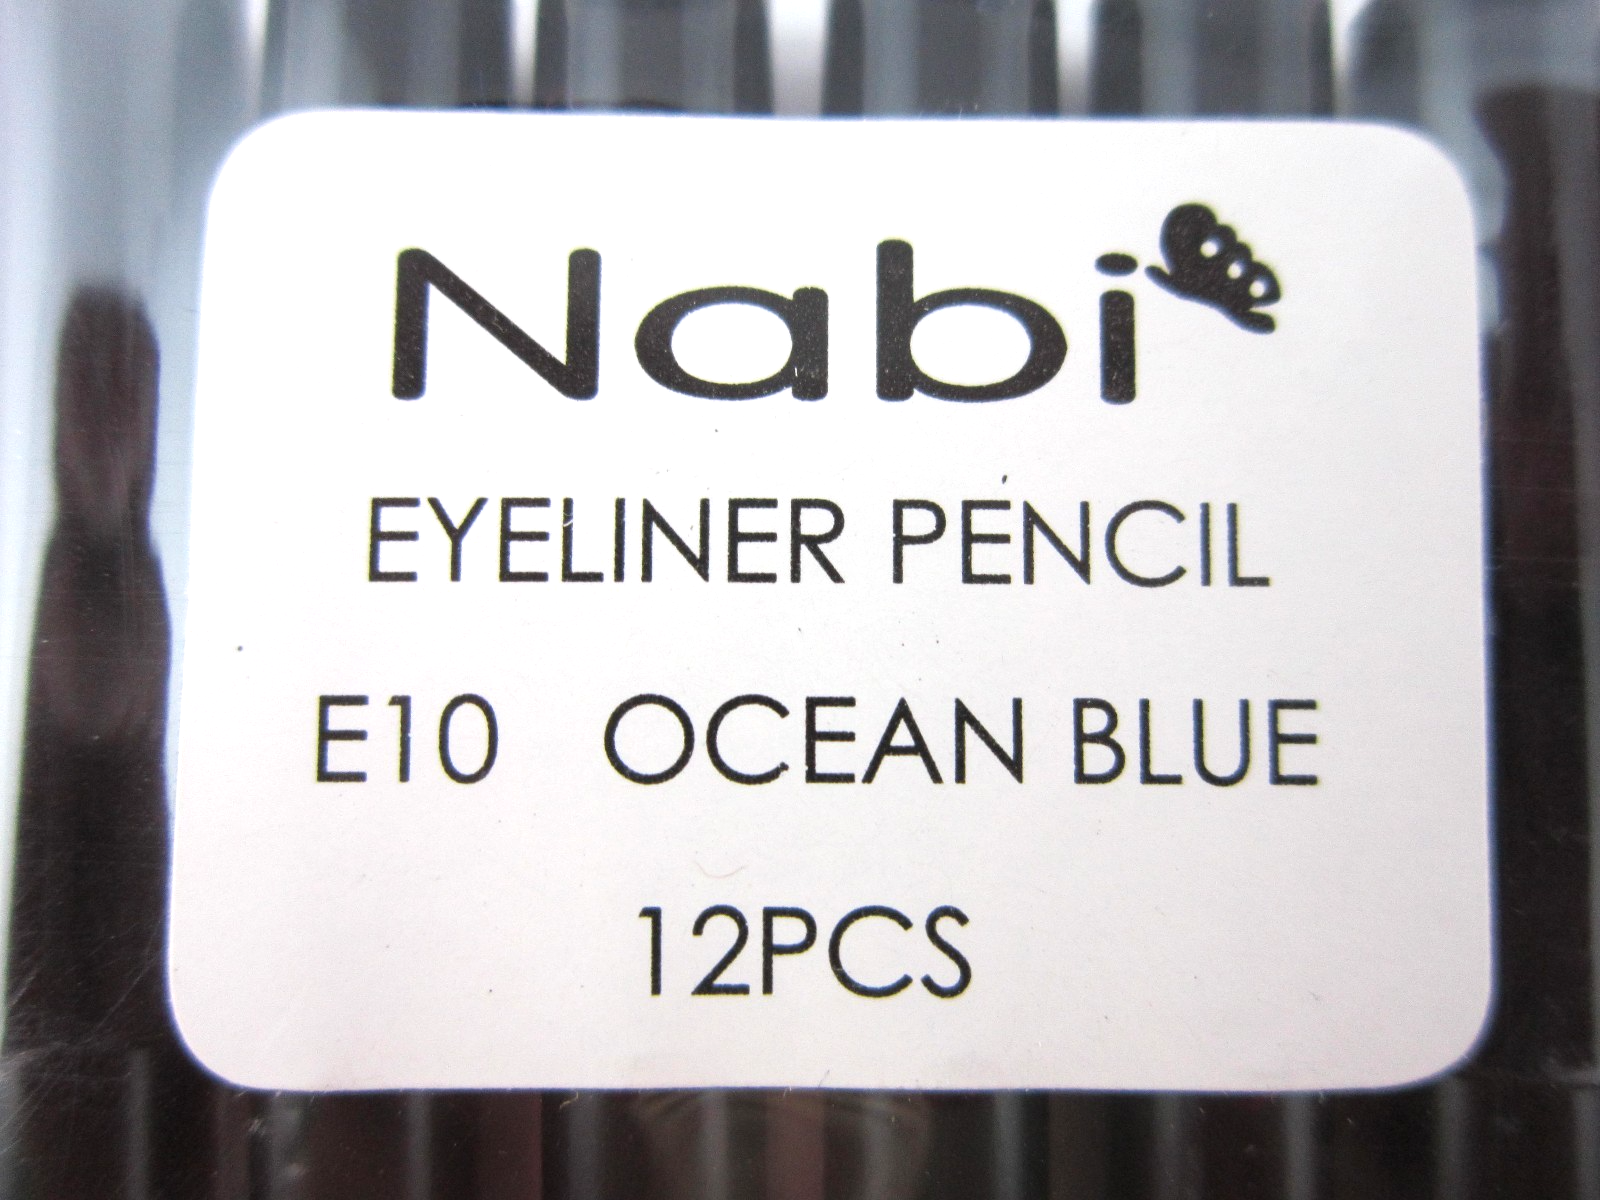 Nabi
EYELINER PENCIL
E10 OCEAN BLUE
12PCS